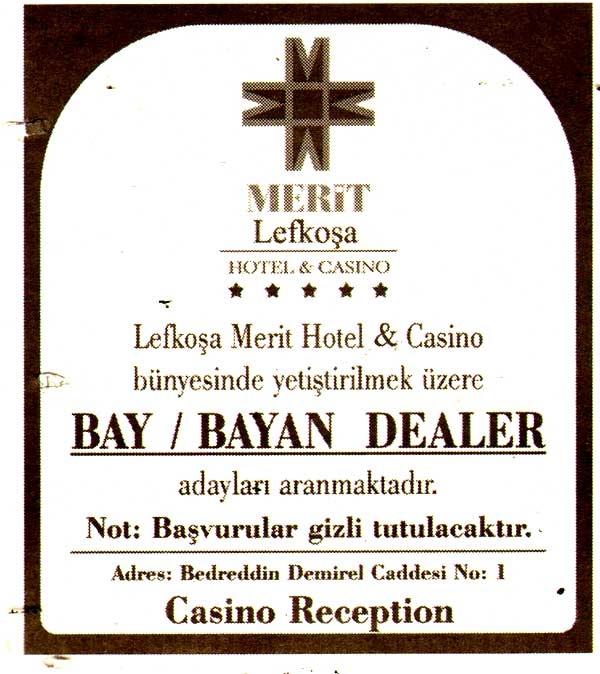 MERiT
Lefkoşa
HOTEL & CASINO
Lefkoşa Merit Hotel & Casino
bünyesinde yetiştirilmek üzere
BAY / BAYAN DEALER
adayları aranmaktadır.
Not: Başvurular gizli tutulacaktır.
Adres: Bedreddin Demirel Caddesi No: 1
Casino Reception